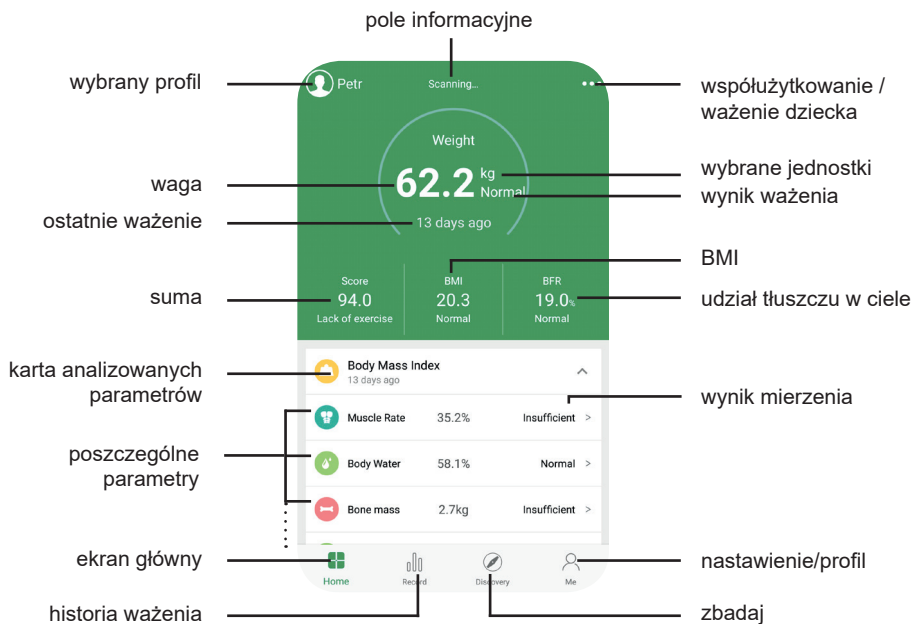 pole informacyjne
wybrany profil
Petr
Scanning...
współużytkowanie /
ważenie dziecka
Weight
62.2 kg
Normal
wybrane jednostki
wynik ważenia
waga
ostatnie ważenie
13 days ago
BMI
Score
BMI
BFR
suma
94.0
20.3
19.0%
udział tłuszczu w ciele
Lack of exercise
Normal
Normal
karta analizowanych
parametrów
Body Mass Index
13 days ago
wynik mierzenia
Muscle Rate 35.2% Insufficient >
poszczególne
parametry
Body Water 58.1% Normal >
Bone mass 2.7kg Insufficient >
ekran główny
nastawienie/profil
Home
Record
Discovery
Me
historia ważenia
zbadaj